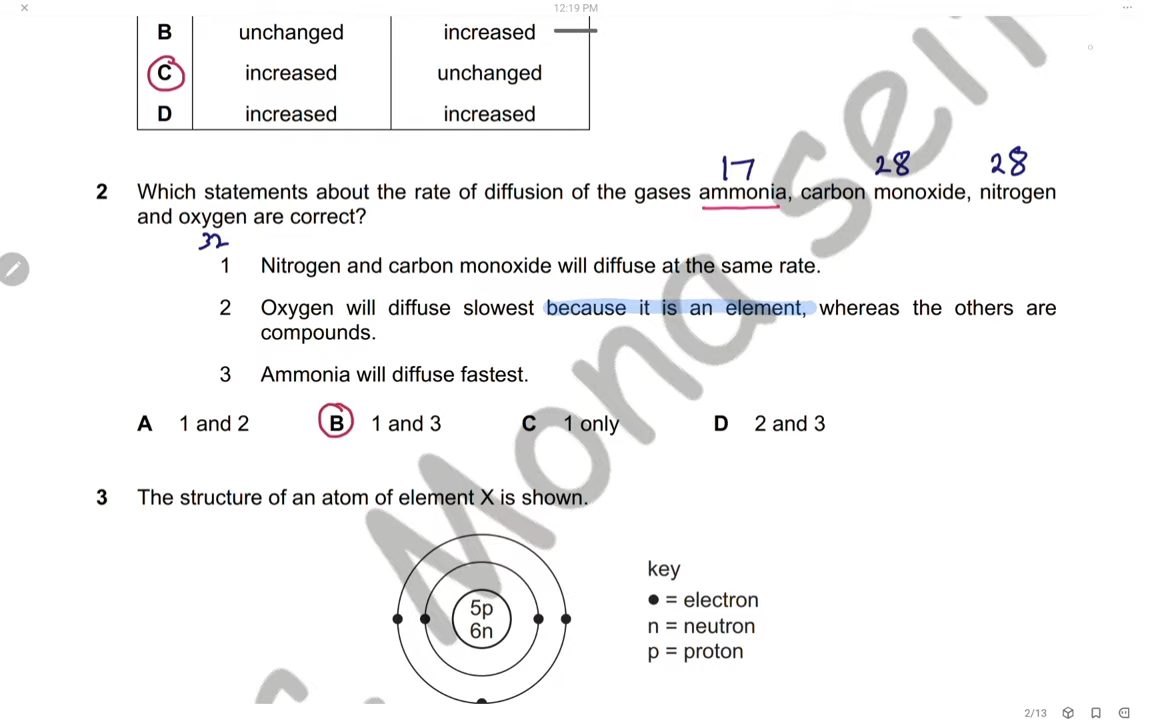 12:19 PM
B unchanged increased
C increased unchanged
D increased increased
17 28 28
2 Which statements about the rate of diffusion of the gases ammonia, carbon monoxide, nitrogen
and oxygen are correct?
32
1 Nitrogen and carbon monoxide will diffuse at the same rate.
2 Oxygen will diffuse slowest because it is an element, whereas the others are
compounds.
3 Ammonia will diffuse fastest.
A 1 and 2 B 1 and 3 C 1 only D 2 and 3
3 The structure of an atom of element X is shown.
5p
6n
key
= electron
n = neutron
p = proton
Mona Sell
2/13